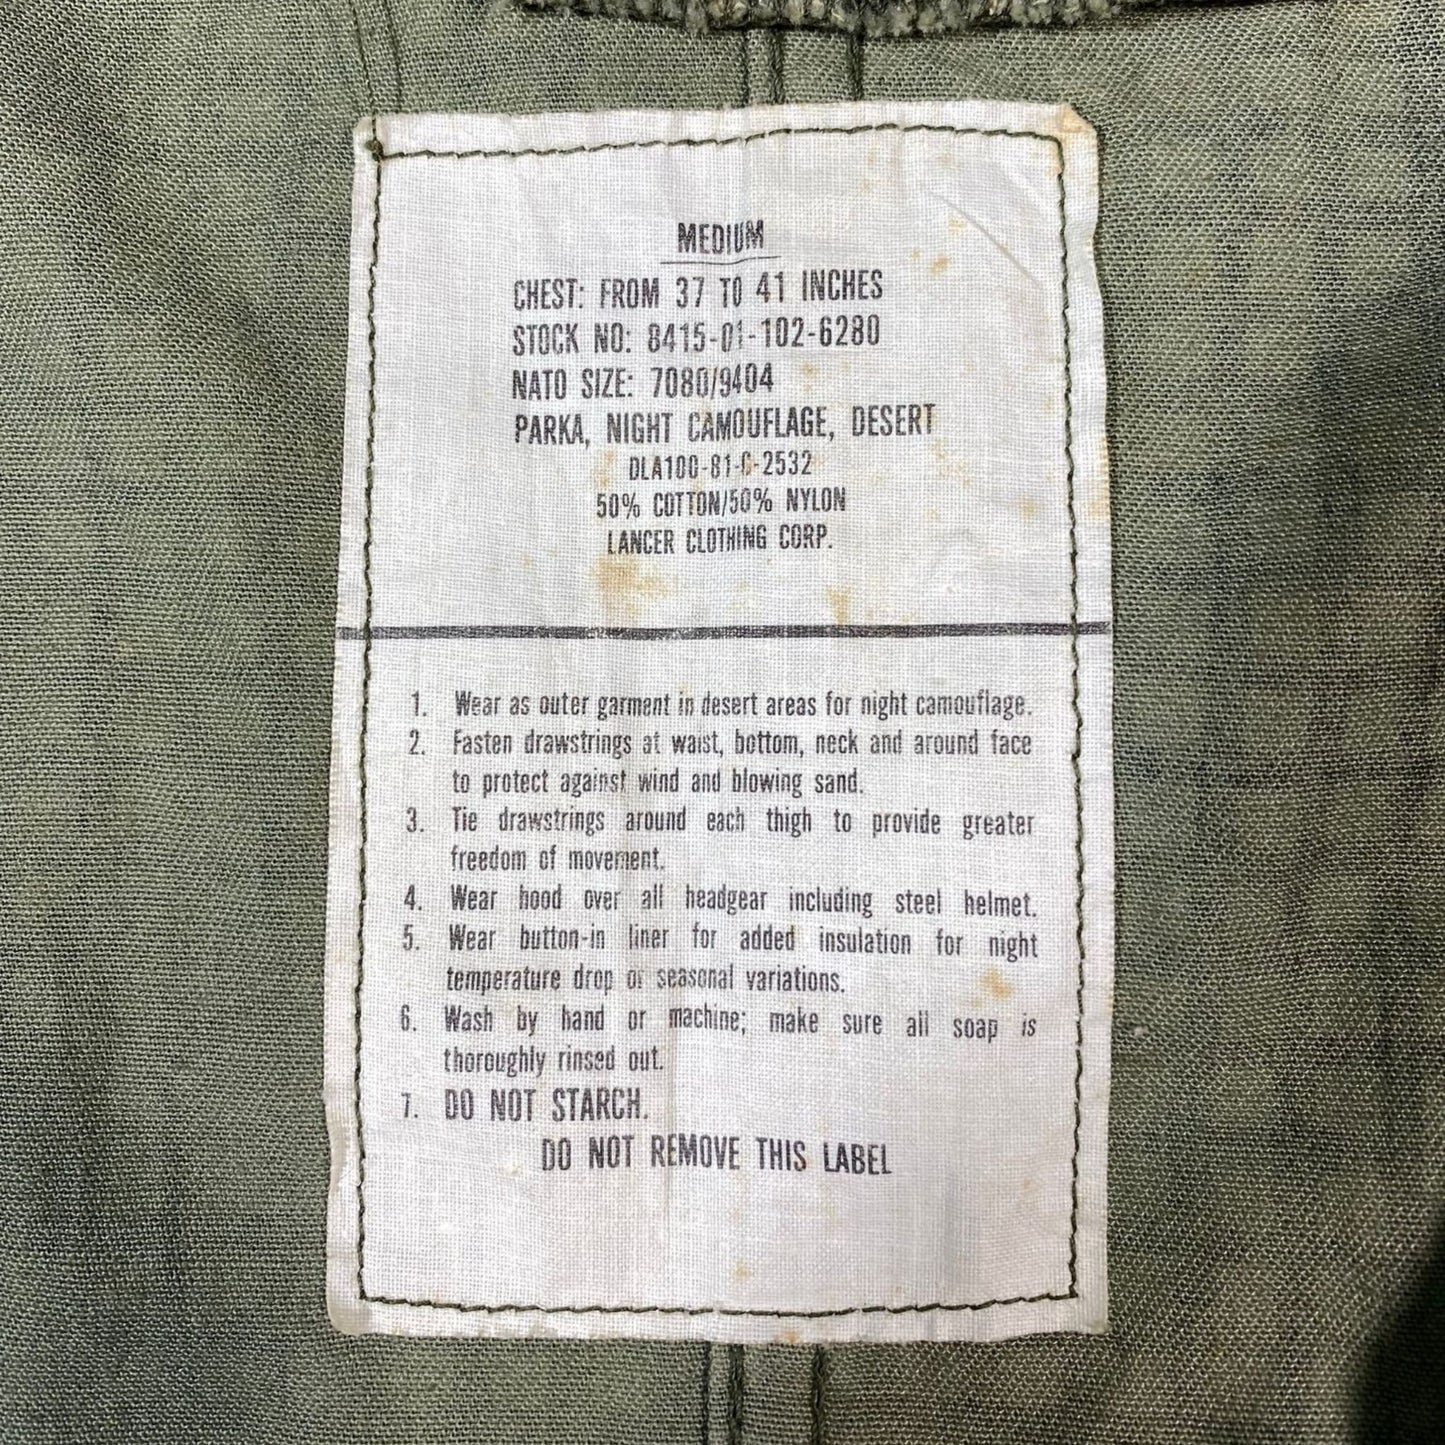 MEDIUM
CHEST: FROM 37 TO 41 INCHES
STOCK NO: 8415-01-102-6280
NATO SIZE: 7080/9404
PARKA, NIGHT CAMOUFLAGE, DESERT
DLA100-81-C-2532
50% COTTON/50% NYLON
LANCER CLOTHING CORP.
1. Wear as outer garment in desert areas for night camouflage.
2. Fasten drawstrings at waist, bottom, neck and around face
to protect against wind and blowing sand.
3. Tie drawstrings around each thigh to provide greater
freedom of movement.
4. Wear hood over all headgear including steel helmet.
5. Wear button-in liner for added insulation for night
temperature drop or seasonal variations.
6. Wash by hand or machine; make sure all soap is
thoroughly rinsed out.
7. DO NOT STARCH.
DO NOT REMOVE THIS LABEL